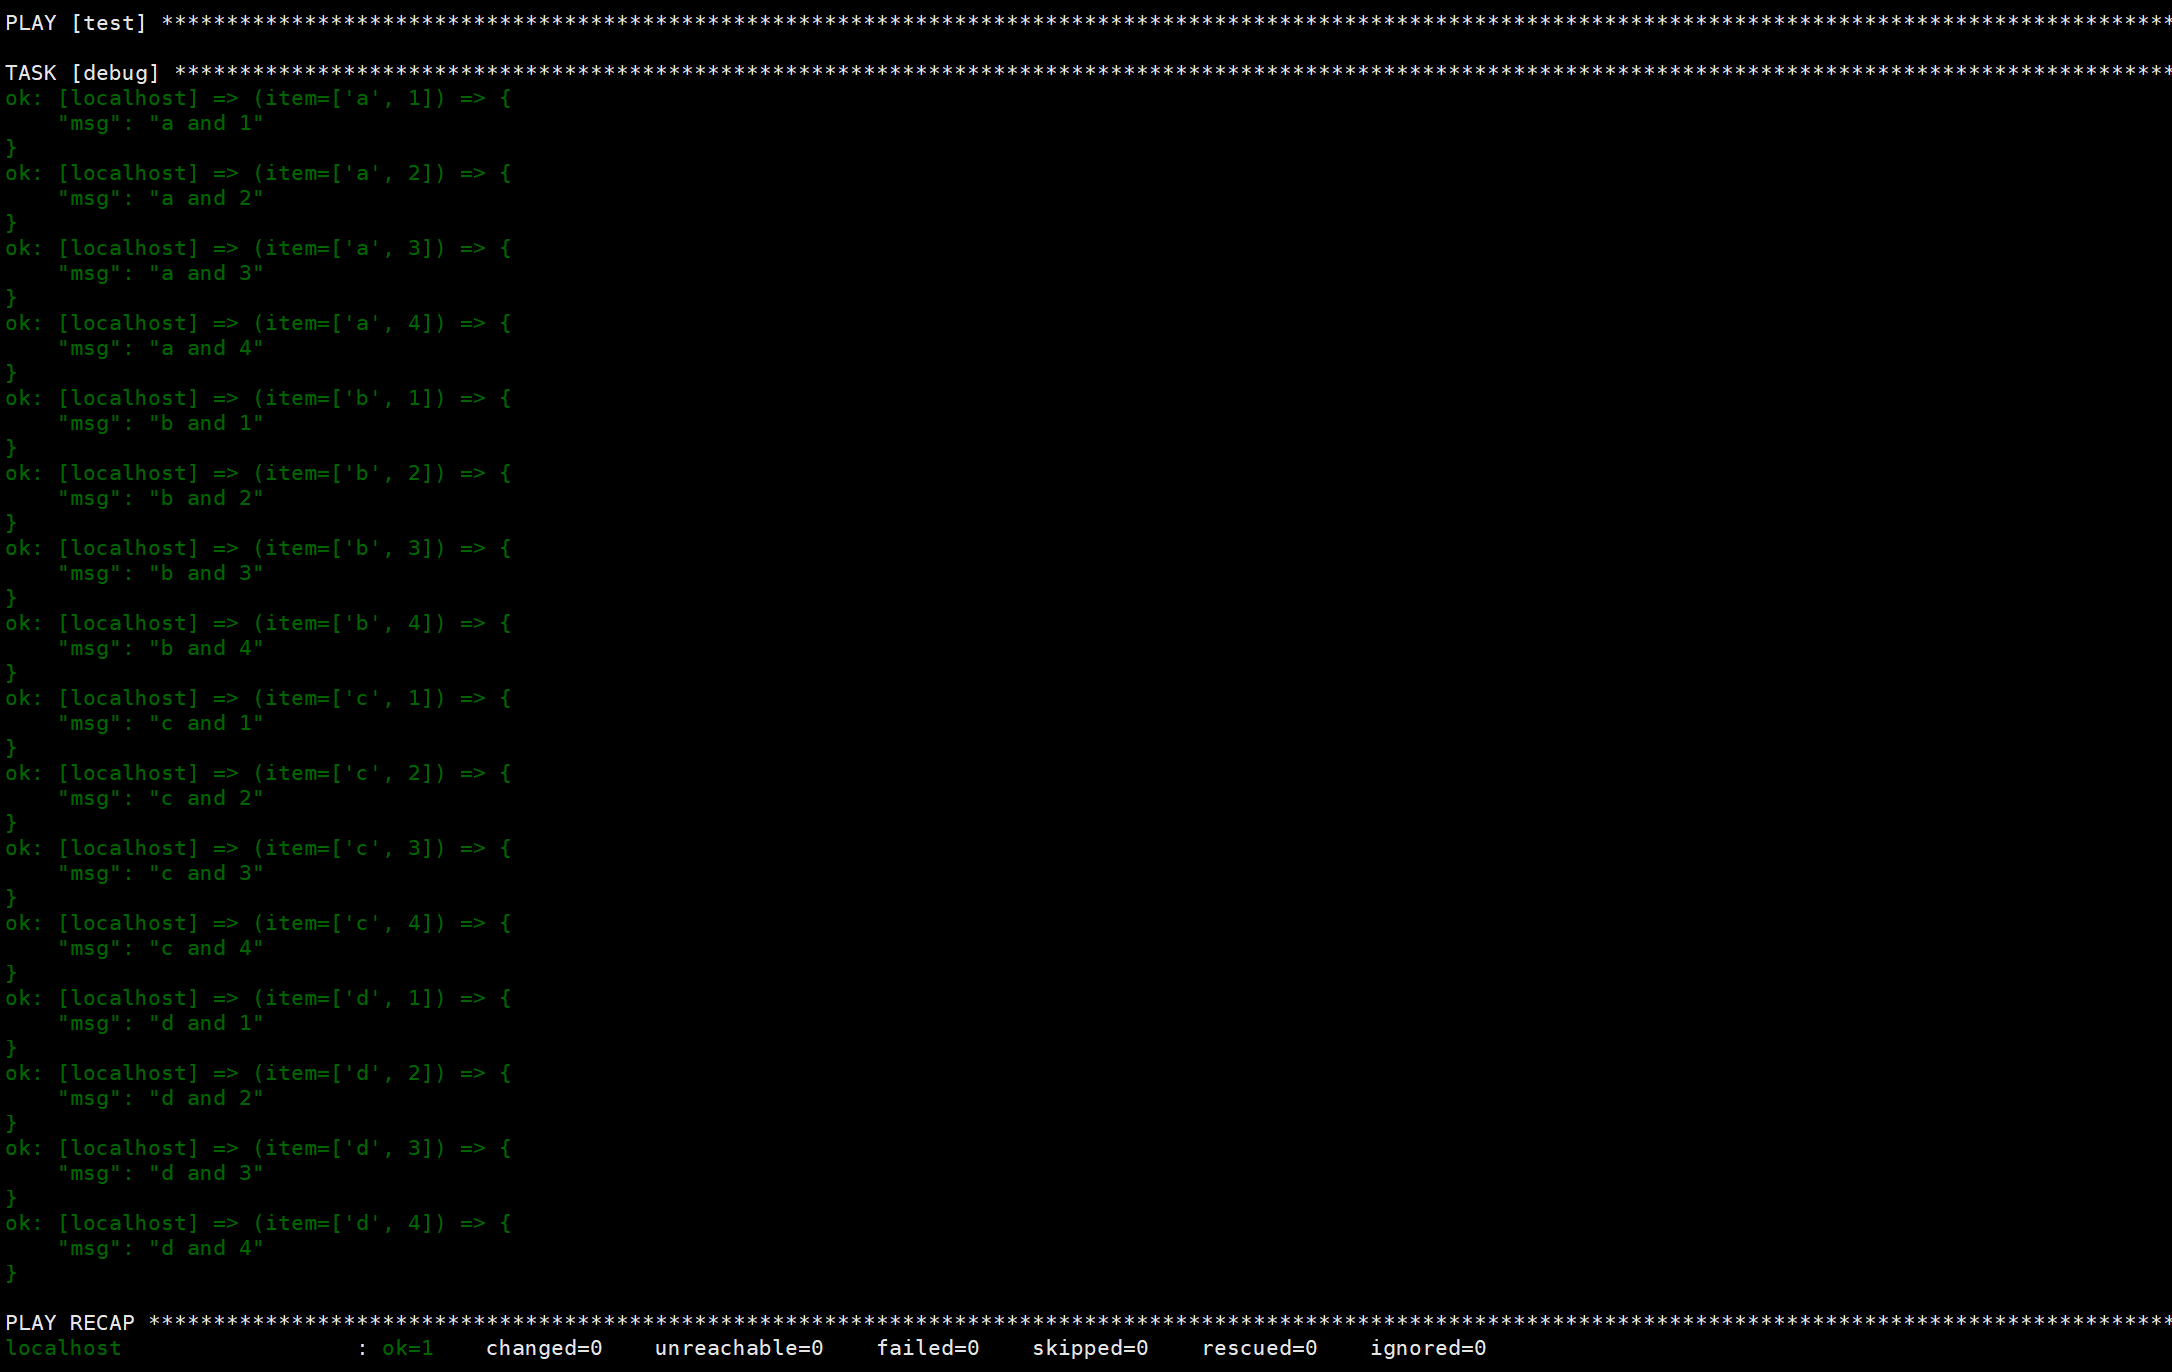 PLAY [test] ***********************************************************************************************************************************************************
TASK [debug] **********************************************************************************************************************************************************
ok: [localhost] => (item=['a', 1]) => {
    "msg": "a and 1"
}
ok: [localhost] => (item=['a', 2]) => {
    "msg": "a and 2"
}
ok: [localhost] => (item=['a', 3]) => {
    "msg": "a and 3"
}
ok: [localhost] => (item=['a', 4]) => {
    "msg": "a and 4"
}
ok: [localhost] => (item=['b', 1]) => {
    "msg": "b and 1"
}
ok: [localhost] => (item=['b', 2]) => {
    "msg": "b and 2"
}
ok: [localhost] => (item=['b', 3]) => {
    "msg": "b and 3"
}
ok: [localhost] => (item=['b', 4]) => {
    "msg": "b and 4"
}
ok: [localhost] => (item=['c', 1]) => {
    "msg": "c and 1"
}
ok: [localhost] => (item=['c', 2]) => {
    "msg": "c and 2"
}
ok: [localhost] => (item=['c', 3]) => {
    "msg": "c and 3"
}
ok: [localhost] => (item=['c', 4]) => {
    "msg": "c and 4"
}
ok: [localhost] => (item=['d', 1]) => {
    "msg": "d and 1"
}
ok: [localhost] => (item=['d', 2]) => {
    "msg": "d and 2"
}
ok: [localhost] => (item=['d', 3]) => {
    "msg": "d and 3"
}
ok: [localhost] => (item=['d', 4]) => {
    "msg": "d and 4"
}
PLAY RECAP ************************************************************************************************************************************************************
localhost                  : ok=1    changed=0    unreachable=0    failed=0    skipped=0    rescued=0    ignored=0